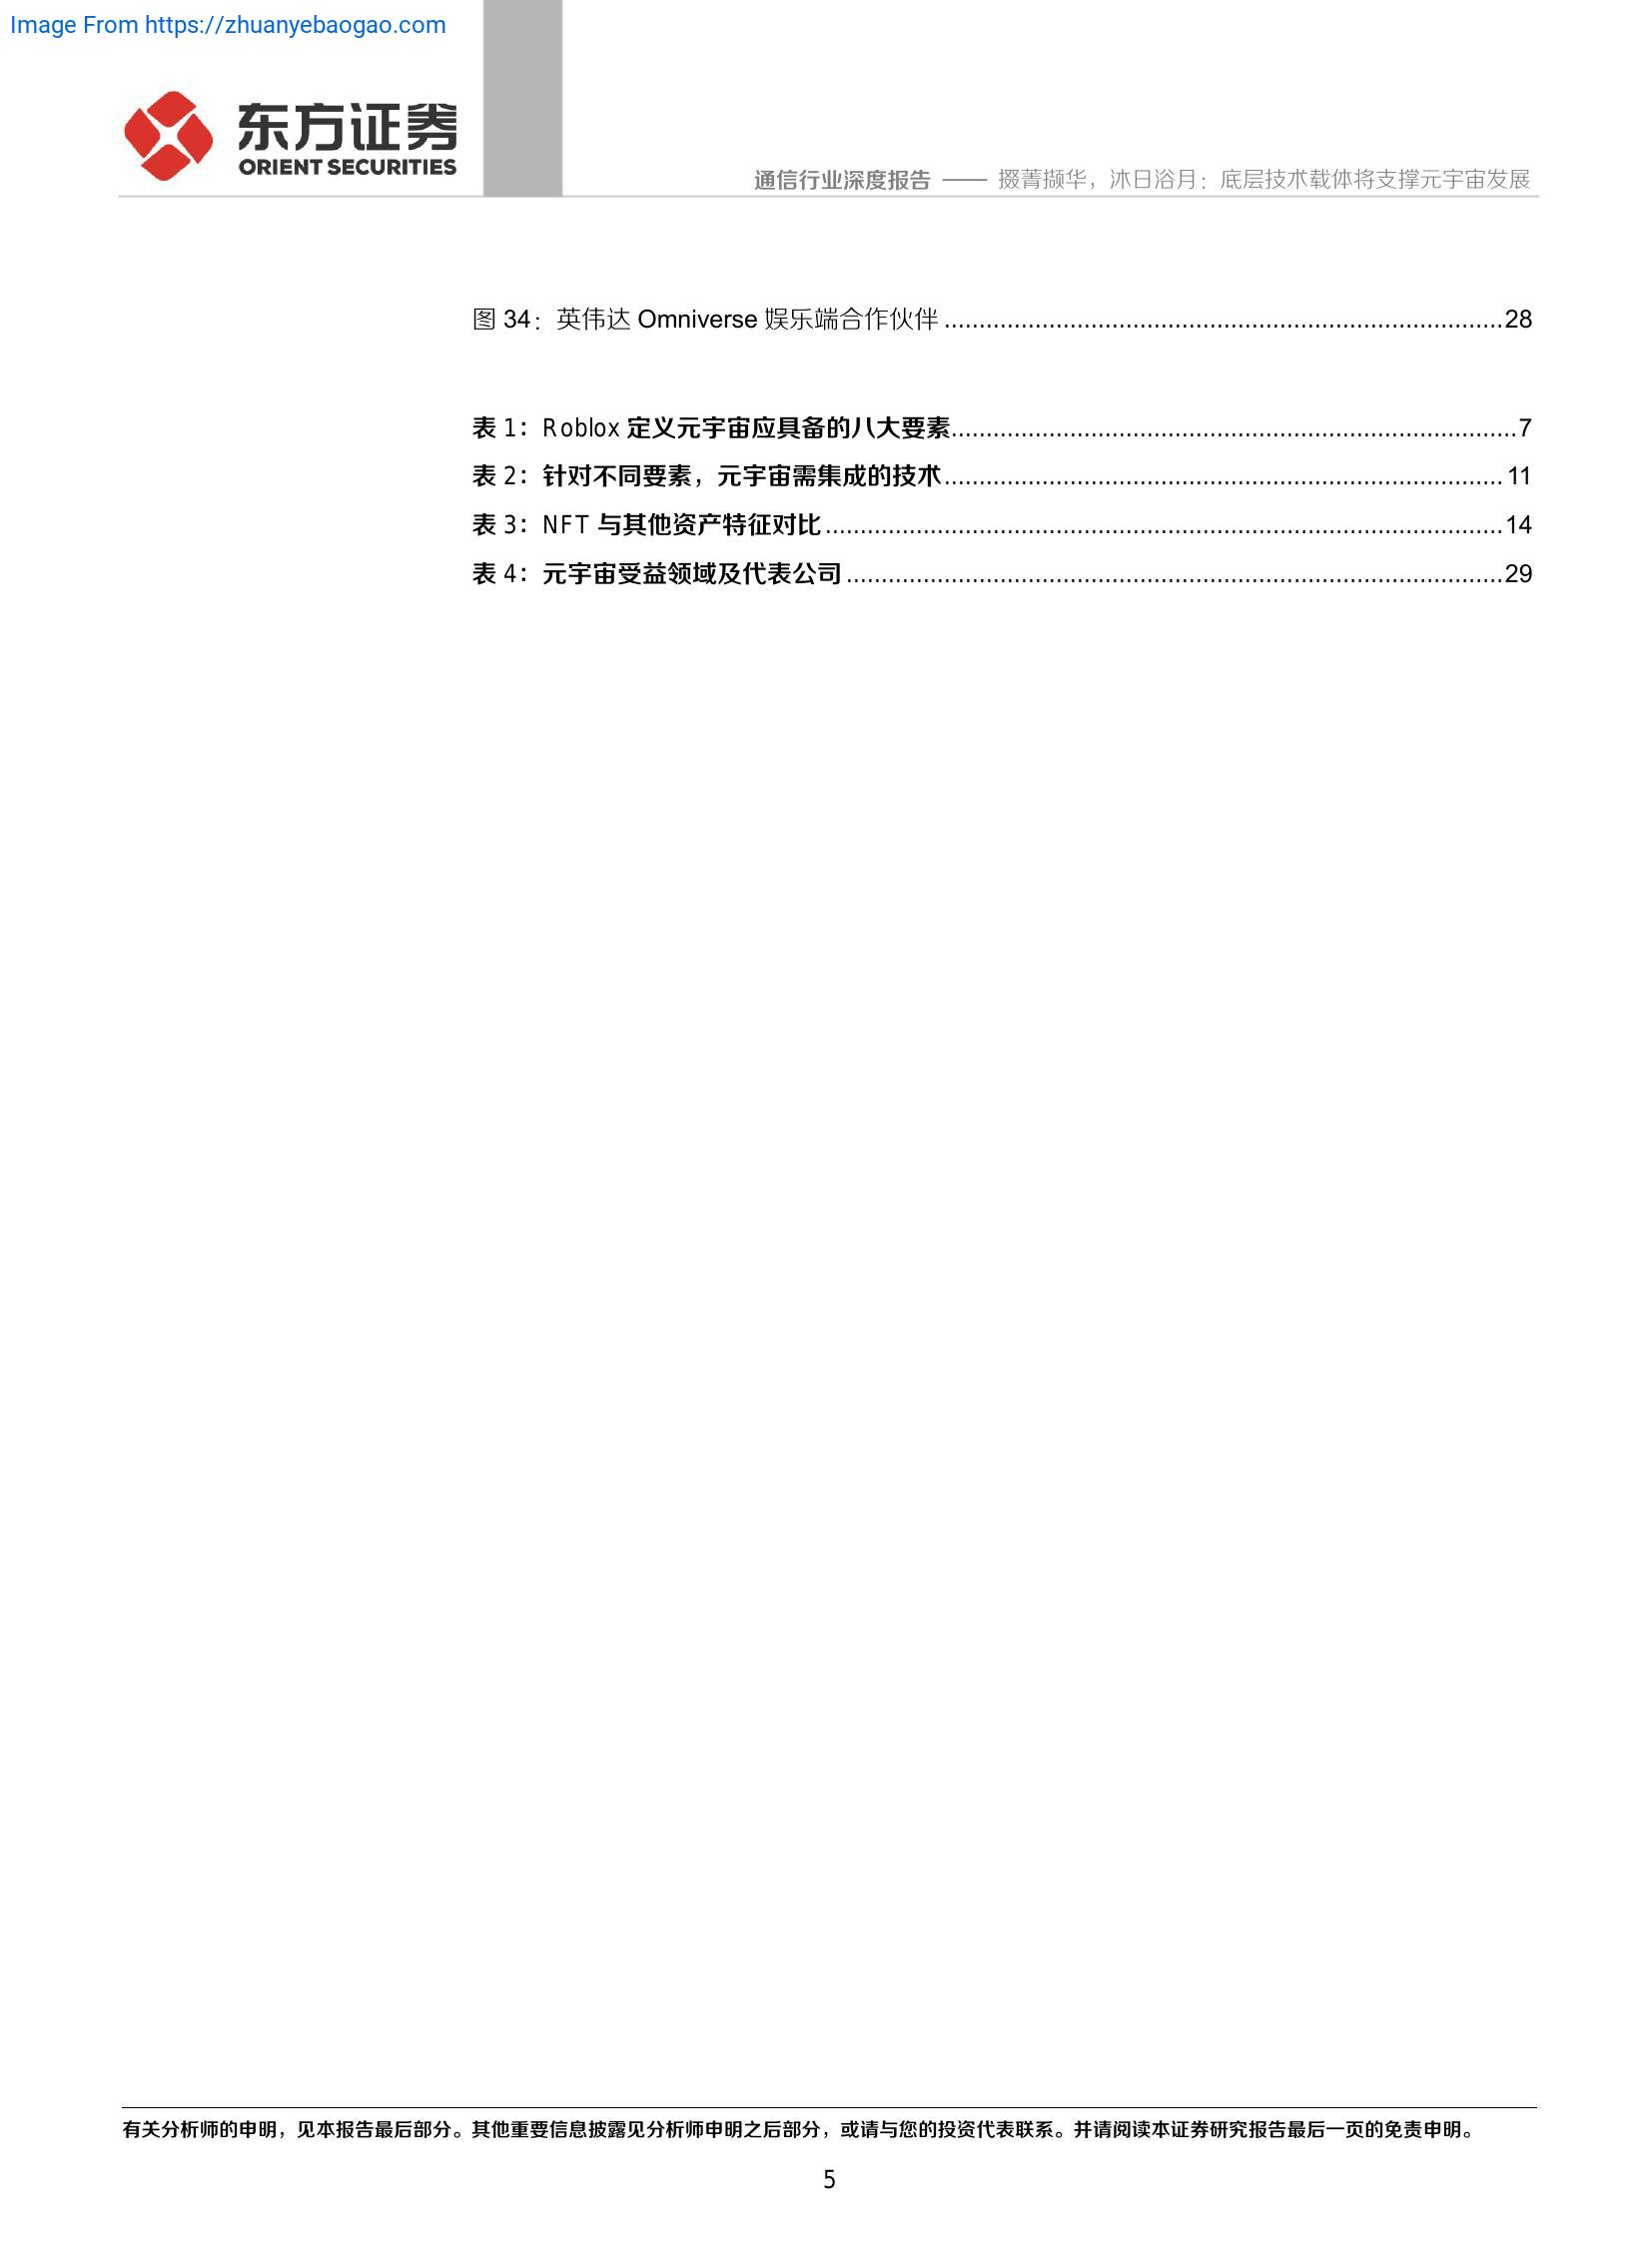 Image From https://zhuanyebaogao.com
东方证券
ORIENT SECURITIES
通信行业深度报告 —— 掇菁撷华，沐日浴月：底层技术载体将支撑元宇宙发展
图 34：英伟达 Omniverse 娱乐端合作伙伴 ................................................................................28
表 1：Roblox 定义元宇宙应具备的八大要素.................................................................................7
表 2：针对不同要素，元宇宙需集成的技术................................................................................ 11
表 3：NFT 与其他资产特征对比 .................................................................................................14
表 4：元宇宙受益领域及代表公司 ..............................................................................................29
有关分析师的申明，见本报告最后部分。其他重要信息披露见分析师申明之后部分，或请与您的投资代表联系。并请阅读本证券研究报告最后一页的免责申明。
5